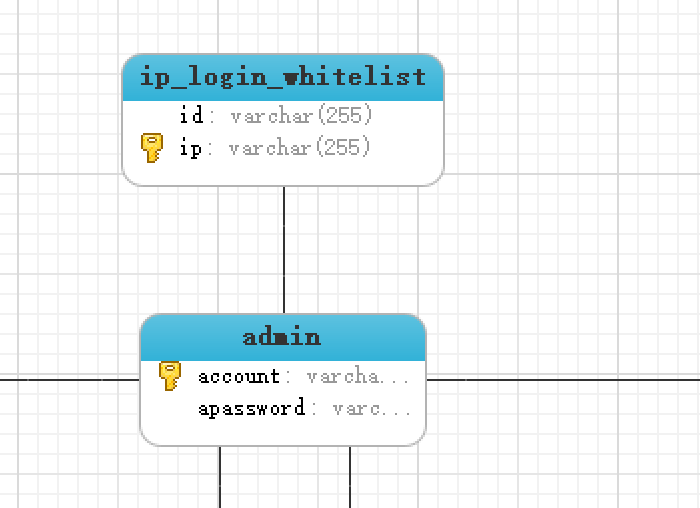 ip_login_whitelist
id: varchar(255)
ip: varchar(255)
admin
account: varcha...
apassword: varc...